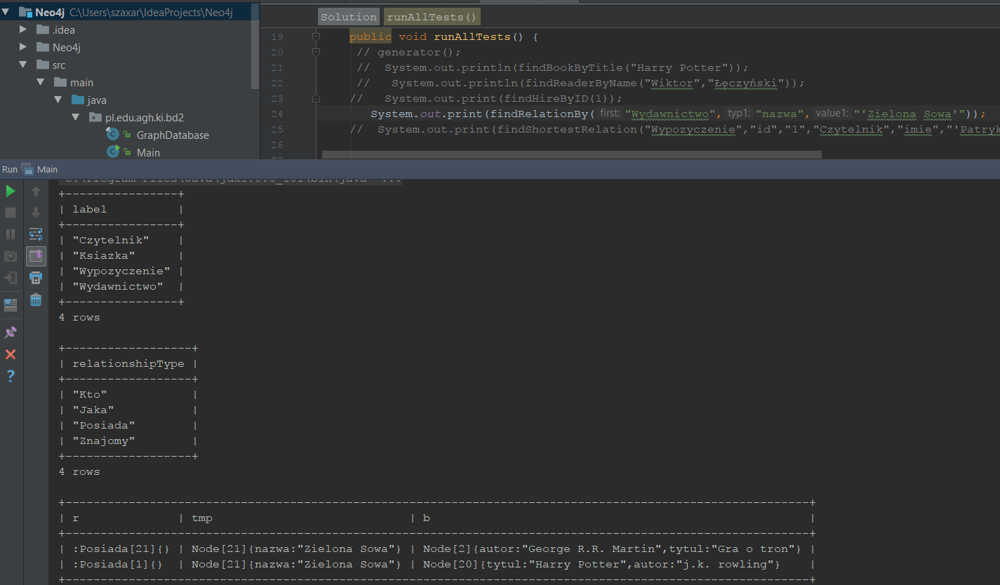 Neo4j C:\Users\szaxar\IdeaProjects\Neo4j
.idea
Neo4j
src
main
java
pl.edu.agh.ki.bd2
GraphDatabase
Main
Solution runAllTests()
19 public void runAllTests() {
20 // generator();
21 // System.out.println(findBookByTitle("Harry Potter"));
22 // System.out.println(findReaderByName("Wiktor","Łęczyński"));
23 // System.out.print(findHireByID(1));
24 System.out.print(findRelationBy( first: "Wydawnictwo", typ1: "nazwa", value1: "'Zielona Sowa'"));
25 // System.out.print(findShortestRelation("Wypozyczenie","id","1","Czytelnik","imie","'Patryk
26
Run Main
+----------------+
| label |
+----------------+
| "Czytelnik" |
| "Ksiazka" |
| "Wypozyczenie" |
| "Wydawnictwo" |
+----------------+
4 rows
+------------------+
| relationshipType |
+------------------+
| "Kto" |
| "Jaka" |
| "Posiada" |
| "Znajomy" |
+------------------+
4 rows
+----------------------------------------------------------------------------------------------------------+
| r | tmp | b |
+----------------------------------------------------------------------------------------------------------+
| :Posiada[21]{} | Node[21]{nazwa:"Zielona Sowa"} | Node[2]{autor:"George R.R. Martin",tytul:"Gra o tron"} |
| :Posiada[1]{} | Node[21]{nazwa:"Zielona Sowa"} | Node[20]{tytul:"Harry Potter",autor:"j.k. rowling"} |
+----------------------------------------------------------------------------------------------------------+